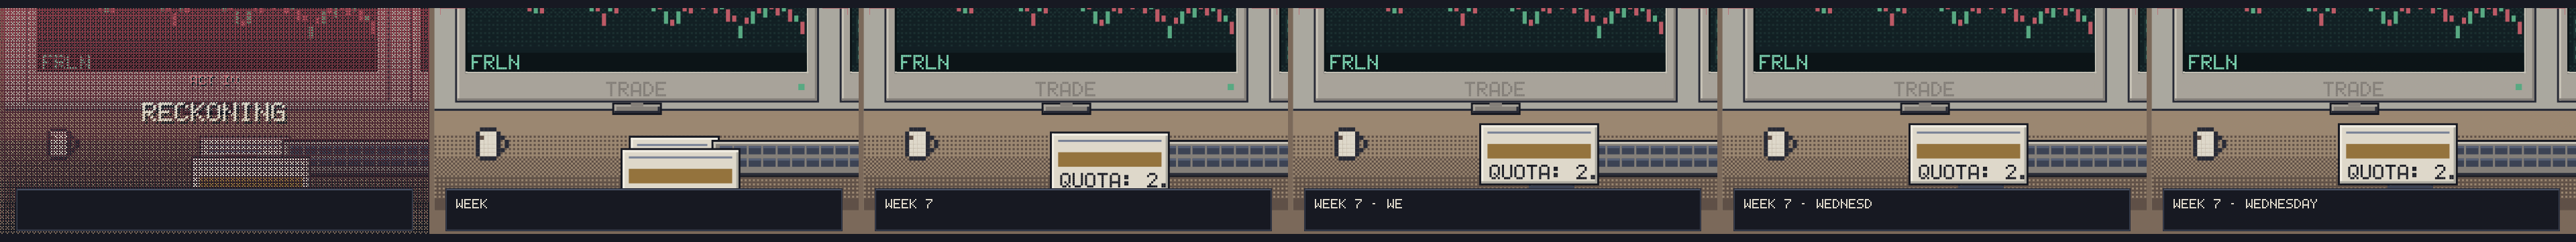 FRLN
RECKONING
FRLN
TRADE
WEEK
FRLN
TRADE
QUOTA: 2.
WEEK 7
FRLN
TRADE
QUOTA: 2.
WEEK 7 - WE
FRLN
TRADE
QUOTA: 2.
WEEK 7 - WEDNESD
FRLN
TRADE
QUOTA: 2.
WEEK 7 - WEDNESDAY